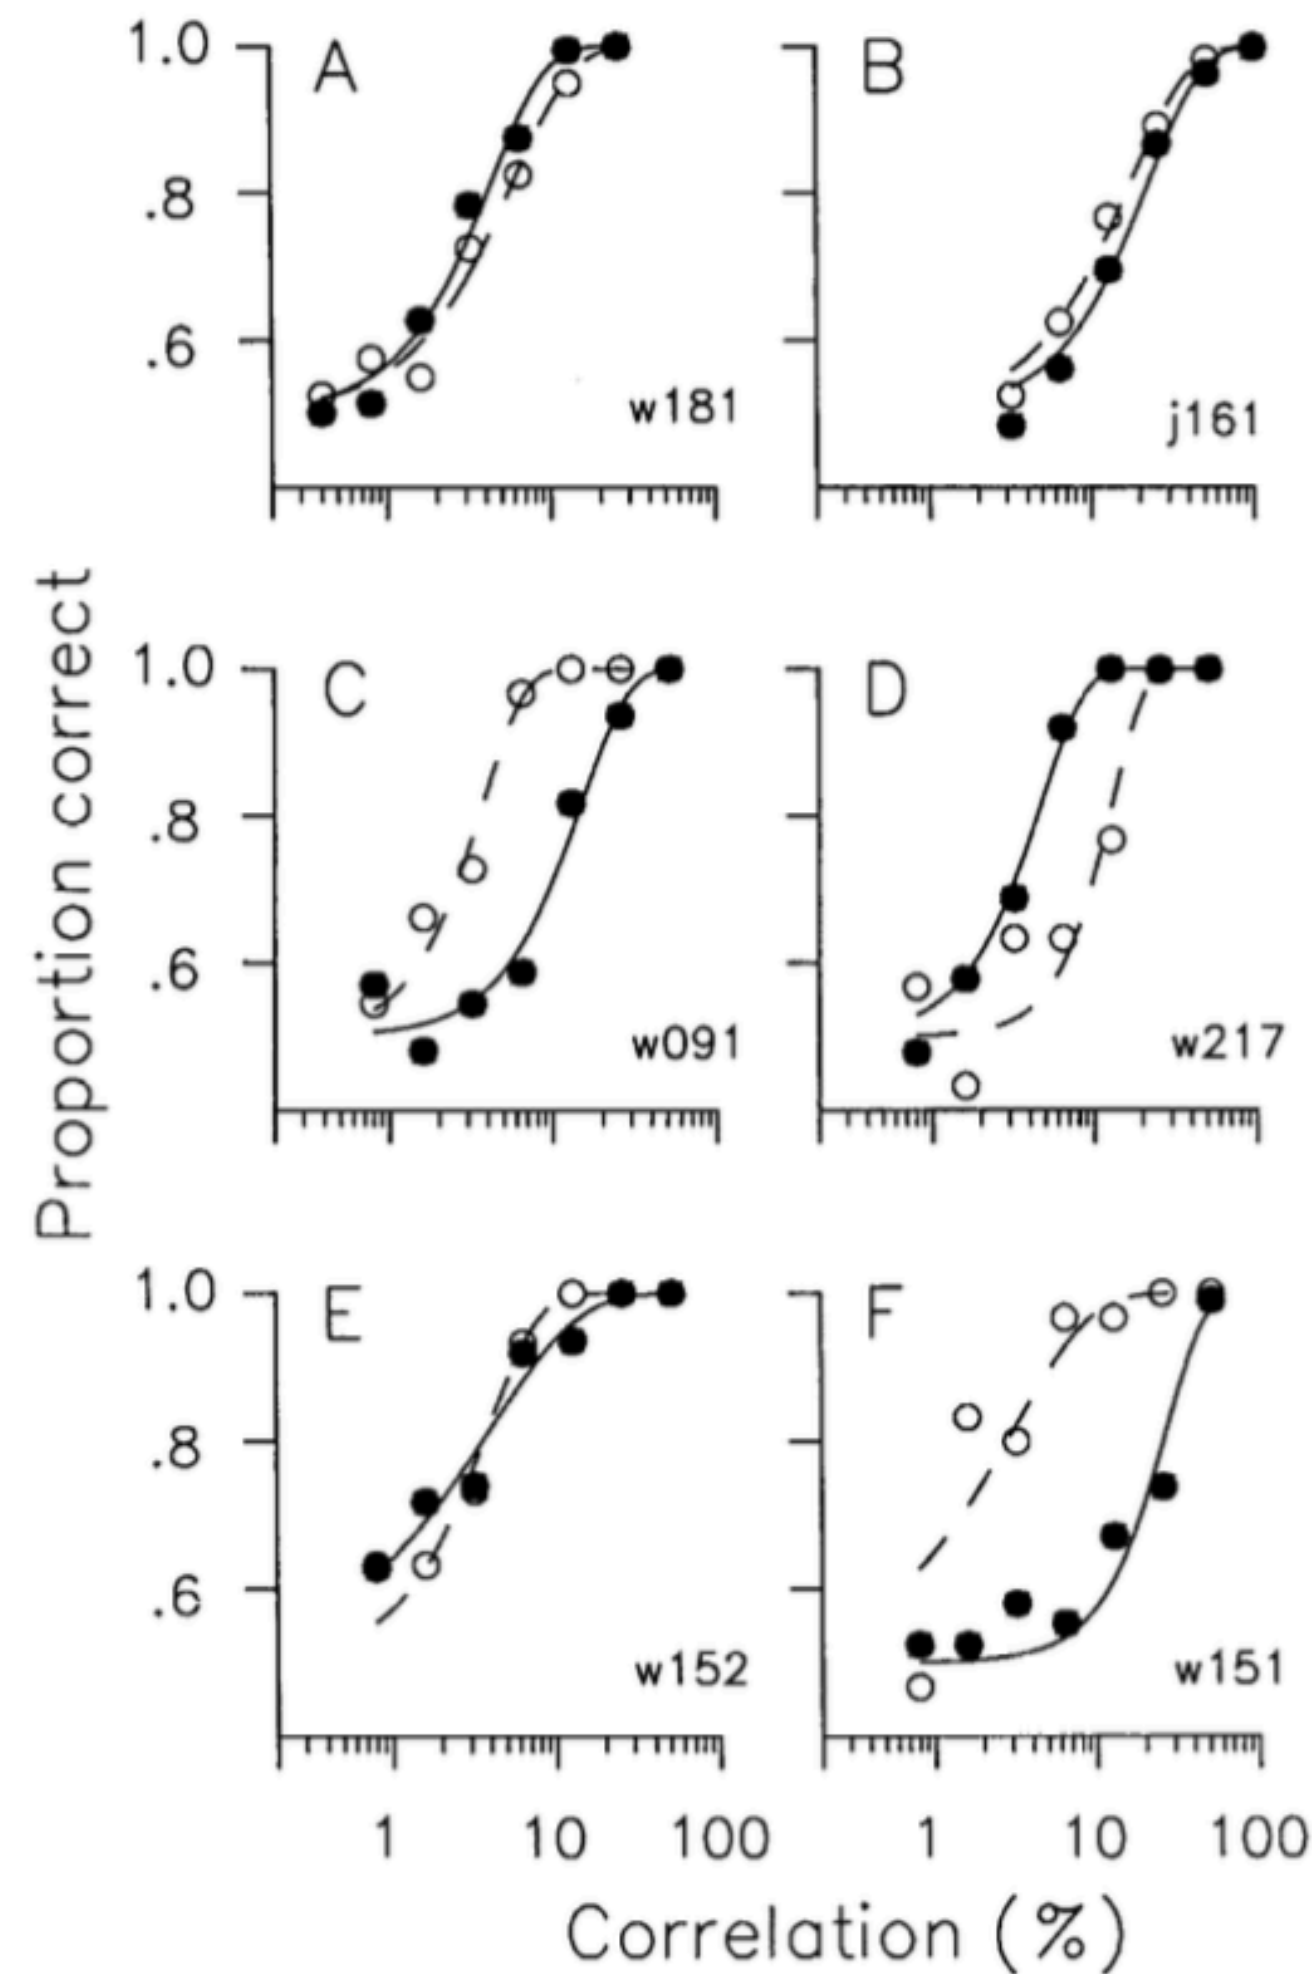 1.0 A B
.8
.6
w181 j161
Proportion correct
1.0 C D
.8
.6
w091 w217
1.0 E F
.8
.6
w152 w151
1 10 100 1 10 100
Correlation (%)